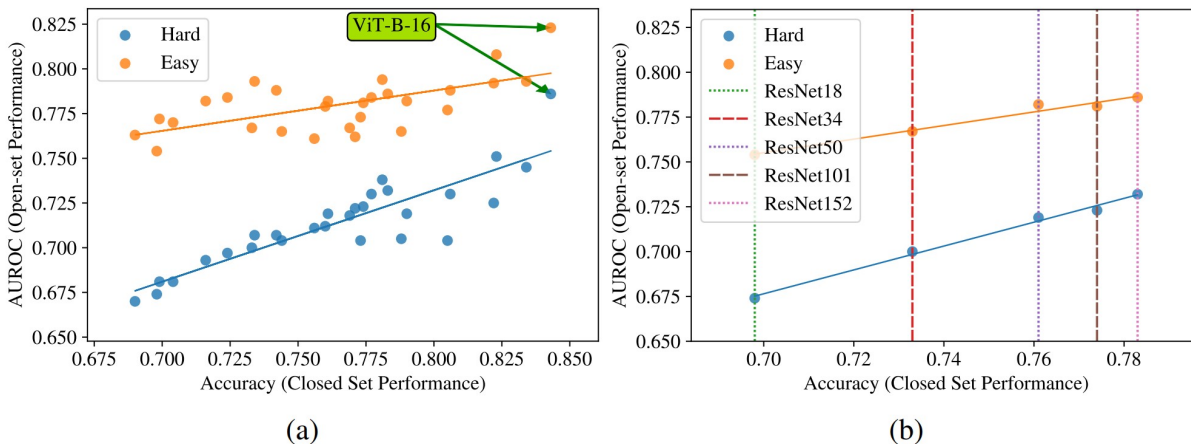 ViT-B-16
Hard
Easy
0.825
0.800
0.775
0.750
0.725
0.700
0.675
0.650
AUROC (Open-set Performance)
0.675 0.700 0.725 0.750 0.775 0.800 0.825 0.850
Accuracy (Closed Set Performance)
(a)
Hard
Easy
ResNet18
ResNet34
ResNet50
ResNet101
ResNet152
0.825
0.800
0.775
0.750
0.725
0.700
0.675
0.650
AUROC (Open-set Performance)
0.70 0.72 0.74 0.76 0.78
Accuracy (Closed Set Performance)
(b)